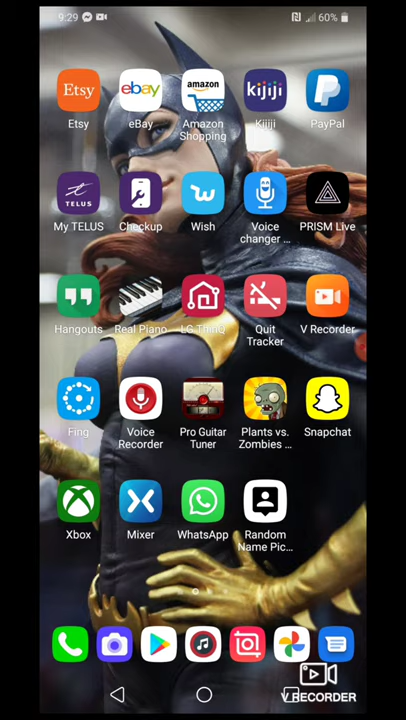 9:29
60%
Etsy
ebay
amazon
kijiji
Etsy
eBay
Amazon
Shopping
Kijiji
PayPal
TELUS
My TELUS
Checkup
Wish
Voice
changer ...
PRISM Live
Hangouts
Real Piano
LG ThinQ
Quit
Tracker
V Recorder
Fing
Voice
Recorder
Pro Guitar
Tuner
Plants vs.
Zombies ...
Snapchat
Xbox
Mixer
WhatsApp
Random
Name Pic...
V RECORDER